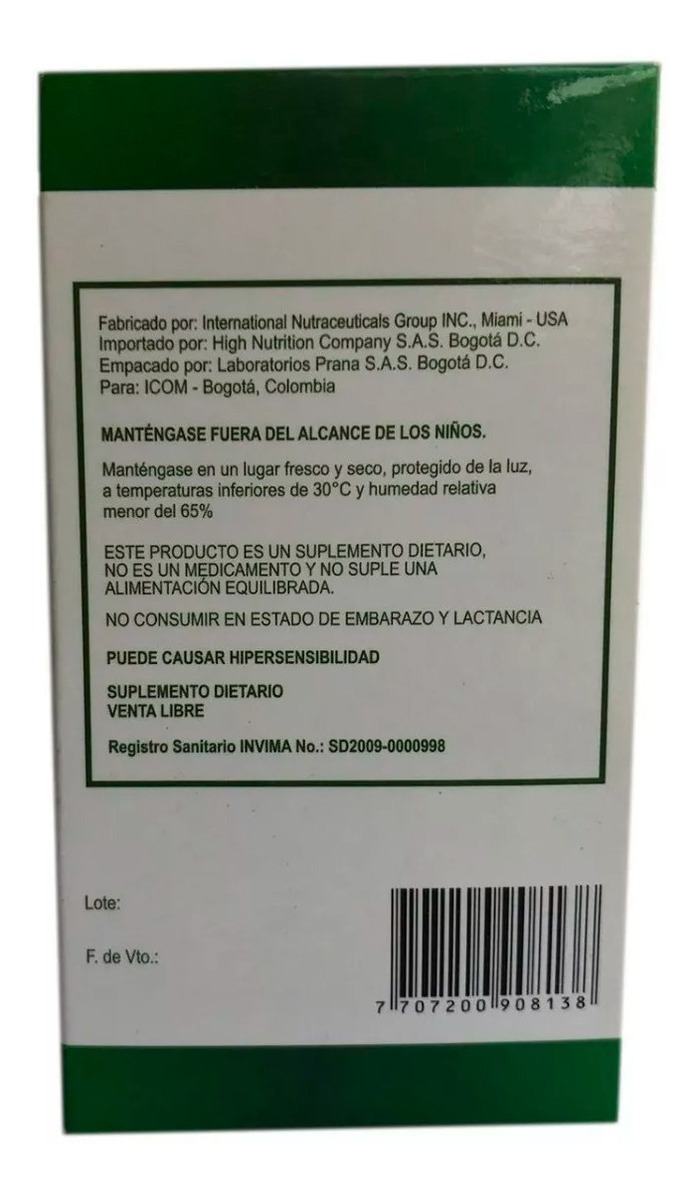 Fabricado por: International Nutraceuticals Group INC., Miami - USA
Importado por: High Nutrition Company S.A.S. Bogotá D.C.
Empacado por: Laboratorios Prana S.A.S. Bogotá D.C.
Para: ICOM - Bogotá, Colombia
MANTÉNGASE FUERA DEL ALCANCE DE LOS NIÑOS.
Manténgase en un lugar fresco y seco, protegido de la luz,
a temperaturas inferiores de 30°C y humedad relativa
menor del 65%
ESTE PRODUCTO ES UN SUPLEMENTO DIETARIO,
NO ES UN MEDICAMENTO Y NO SUPLE UNA
ALIMENTACIÓN EQUILIBRADA.
NO CONSUMIR EN ESTADO DE EMBARAZO Y LACTANCIA
PUEDE CAUSAR HIPERSENSIBILIDAD
SUPLEMENTO DIETARIO
VENTA LIBRE
Registro Sanitario INVIMA No.: SD2009-0000998
Lote:
F. de Vto.:
7 707200 908138